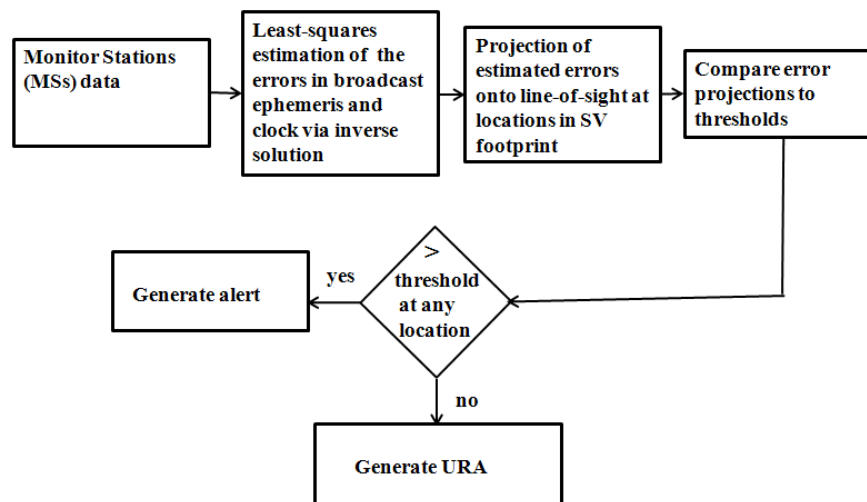 Monitor Stations
(MSs) data
Least-squares
estimation of the
errors in broadcast
ephemeris and
clock via inverse
solution
Projection of
estimated errors
onto line-of-sight at
locations in SV
footprint
Compare error
projections to
thresholds
>
threshold
at any
location
yes
Generate alert
no
Generate URA